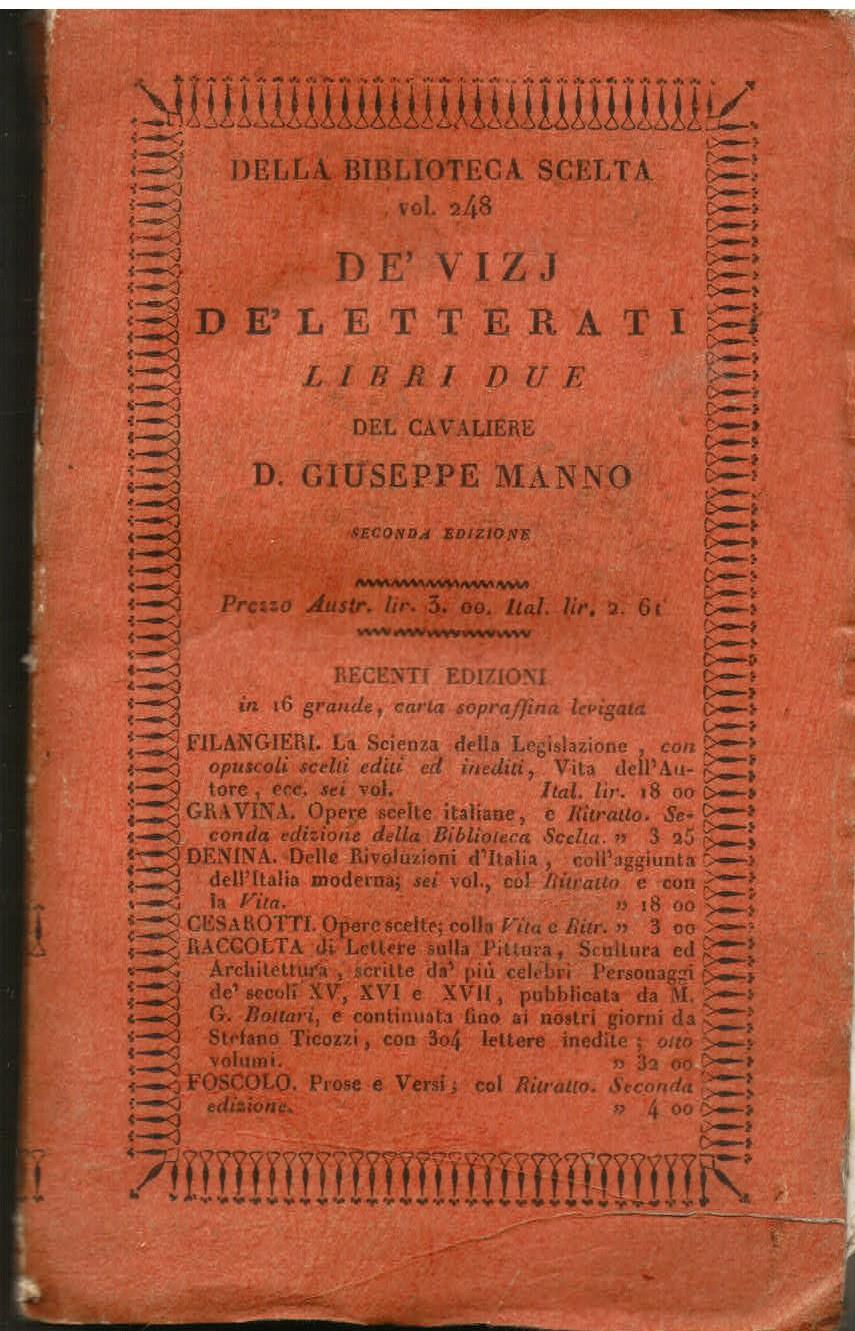 DELLA BIBLIOTECA SCELTA
vol. 248
DE' VIZJ
DE' LETTERATI
LIBRI DUE
DEL CAVALIERE
D. GIUSEPPE MANNO
SECONDA EDIZIONE
Prezzo Austr. lir. 3. 00. Ital. lir. 2. 61
RECENTI EDIZIONI
in 16 grande, carta sopraffina levigata
FILANGIERI. La Scienza della Legislazione, con
opuscoli scelti editi ed inediti, Vita dell'Au-
tore, ecc. sei vol. Ital. lir. 18 00
GRAVINA. Opere scelte italiane, e Ritratto. Se-
conda edizione della Biblioteca Scelta. » 3 25
DENINA. Delle Rivoluzioni d'Italia, coll'aggiunta
dell'Italia moderna; sei vol., col Ritratto e con
la Vita. » 18 00
CESAROTTI. Opere scelte; colla Vita e Ritr. » 3 00
RACCOLTA di Lettere sulla Pittura, Scultura ed
Architettura, scritte da' più celebri Personaggi
de' secoli XV, XVI e XVII, pubblicata da M.
G. Bottari, e continuata fino ai nostri giorni da
Stefano Ticozzi, con 304 lettere inedite; otto
volumi. » 32 00
FOSCOLO. Prose e Versi; col Ritratto. Seconda
edizione. » 4 00